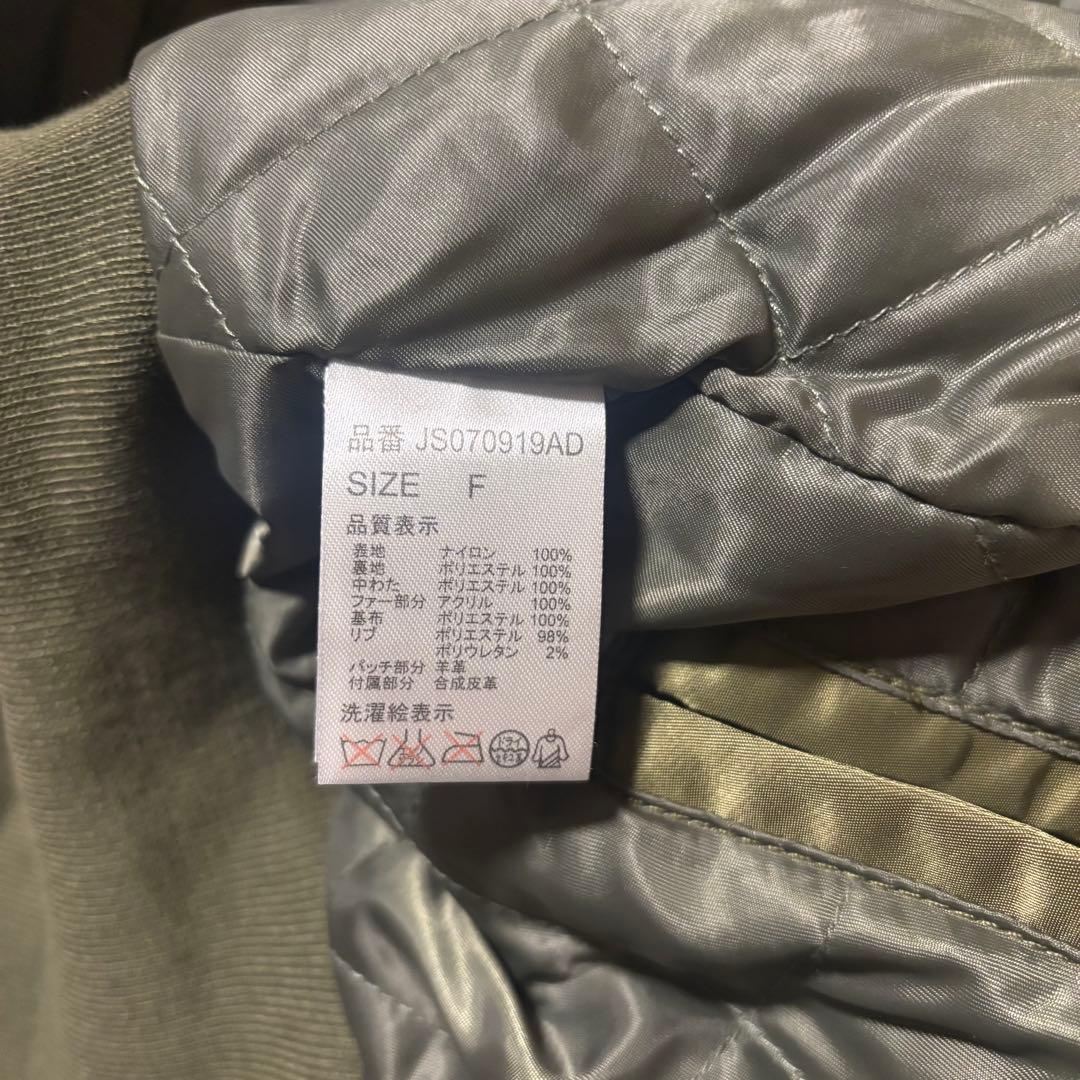 品番 JS070919AD
SIZE F
品質表示
表地 ナイロン 100%
裏地 ポリエステル 100%
中わた ポリエステル 100%
ファー部分 アクリル 100%
基布 ポリエステル 100%
リブ ポリエステル 98%
ポリウレタン 2%
パッチ部分 羊革
付属部分 合成皮革
洗濯絵表示
ドライ